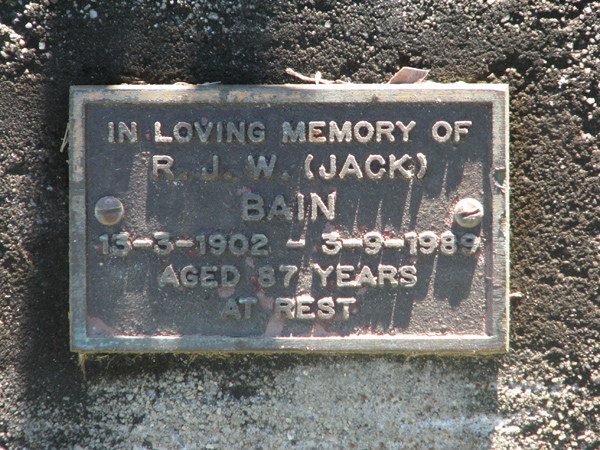 IN LOVING MEMORY OF
R. J. W. (JACK)
BAIN
13-3-1902 - 3-9-1989
AGED 87 YEARS
AT REST